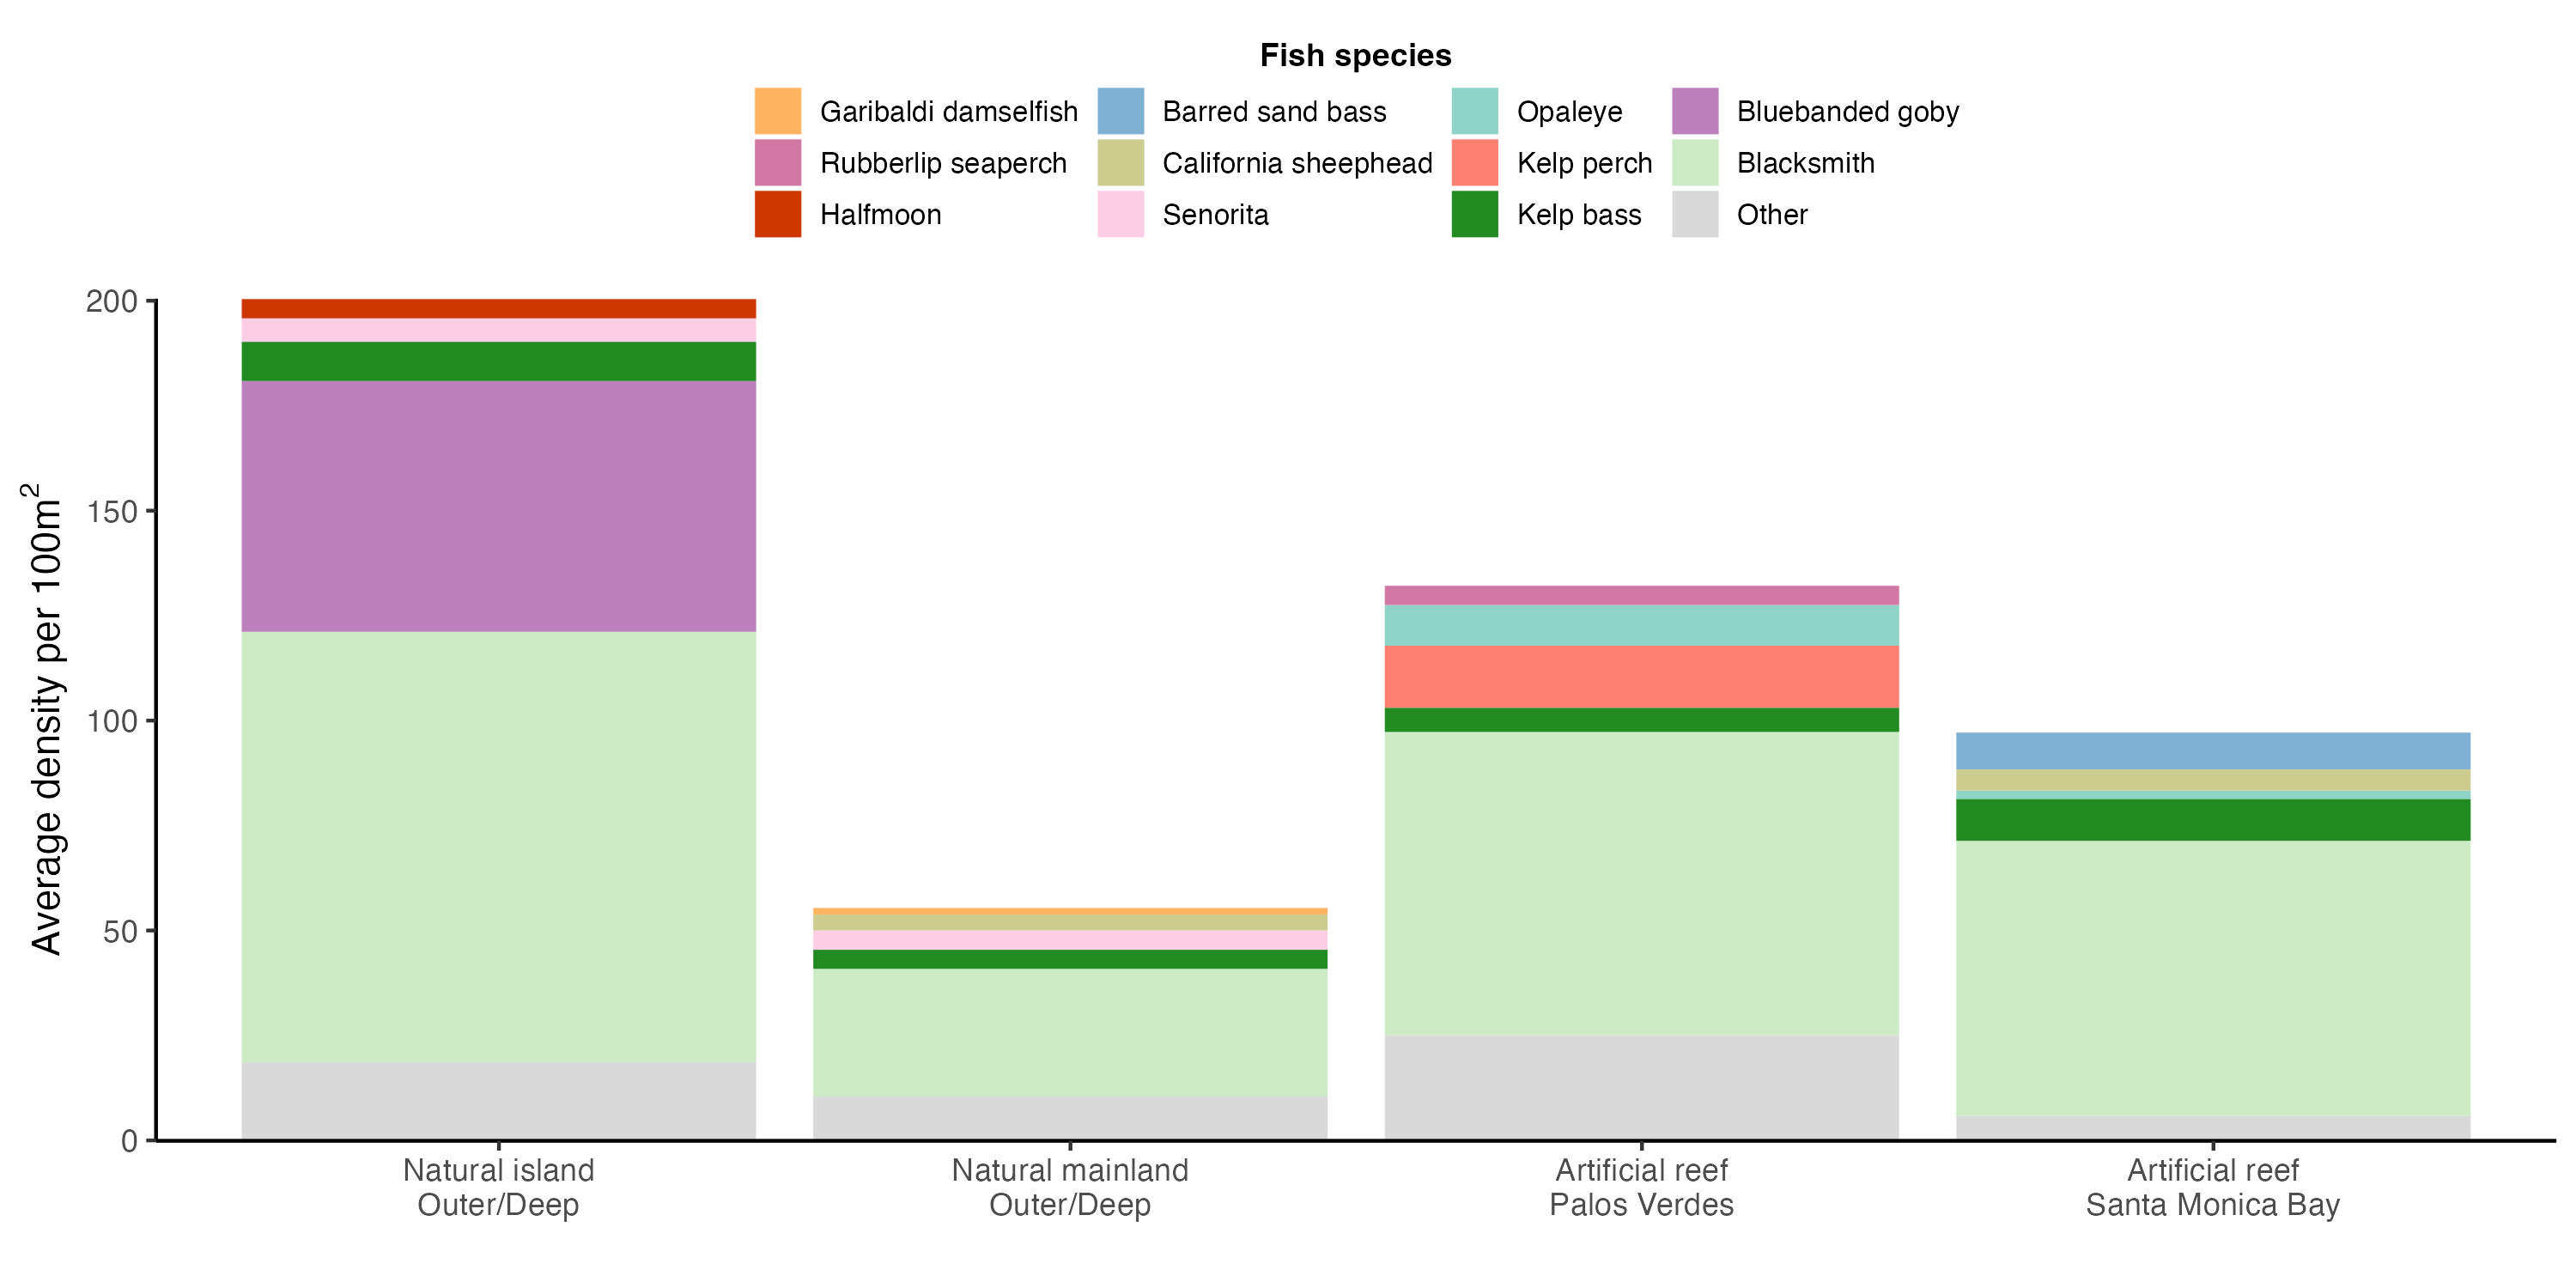 Fish species
Garibaldi damselfish Barred sand bass Opaleye Bluebanded goby
Rubberlip seaperch California sheephead Kelp perch Blacksmith
Halfmoon Senorita Kelp bass Other
Average density per 100m²
200
150
100
50
0
Natural island Natural mainland Artificial reef Artificial reef
Outer/Deep Outer/Deep Palos Verdes Santa Monica Bay